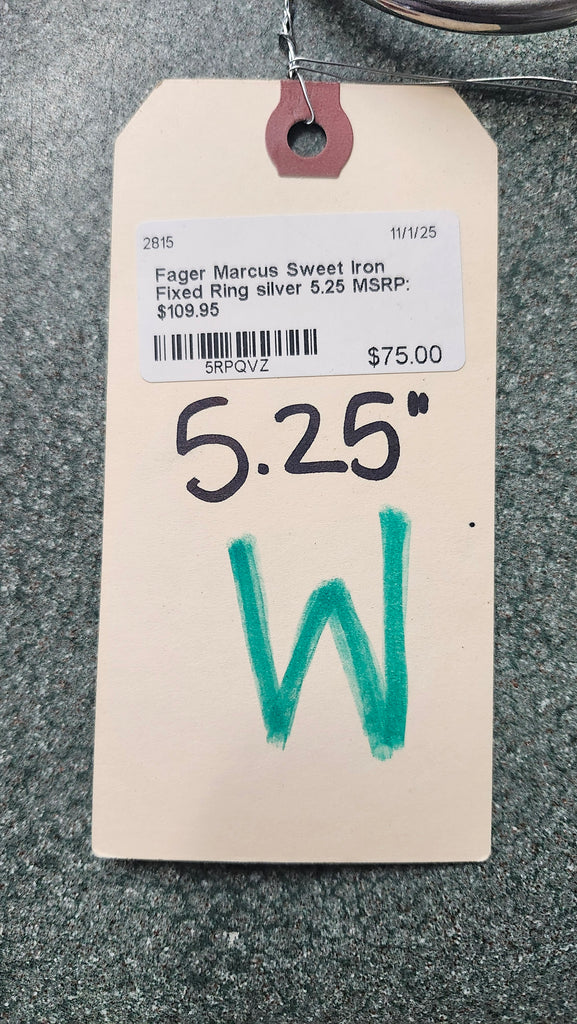 2815 11/1/25
Fager Marcus Sweet Iron
Fixed Ring silver 5.25 MSRP:
$109.95
5RPQVZ $75.00
5.25"
W